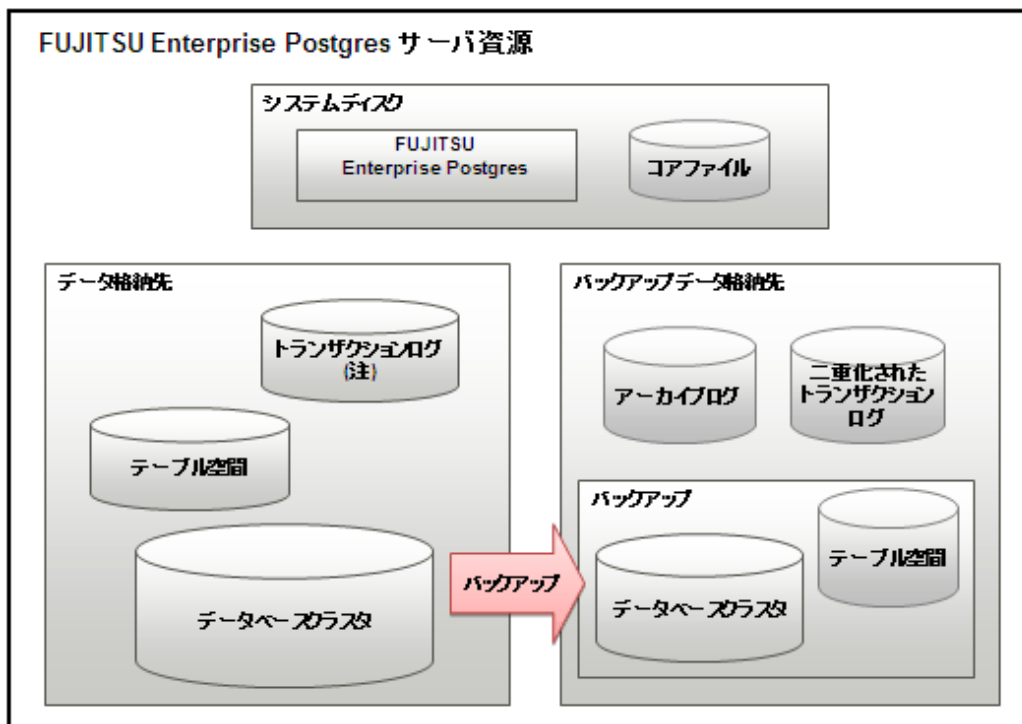 FUJITSU Enterprise Postgres サーバ資源
システムディスク
FUJITSU
Enterprise Postgres
コアファイル
データ格納先
トランザクションログ
(注)
テーブル空間
データベースクラスタ
バックアップ
バックアップデータ格納先
アーカイブログ
二重化された
トランザクション
ログ
バックアップ
テーブル空間
データベースクラスタ